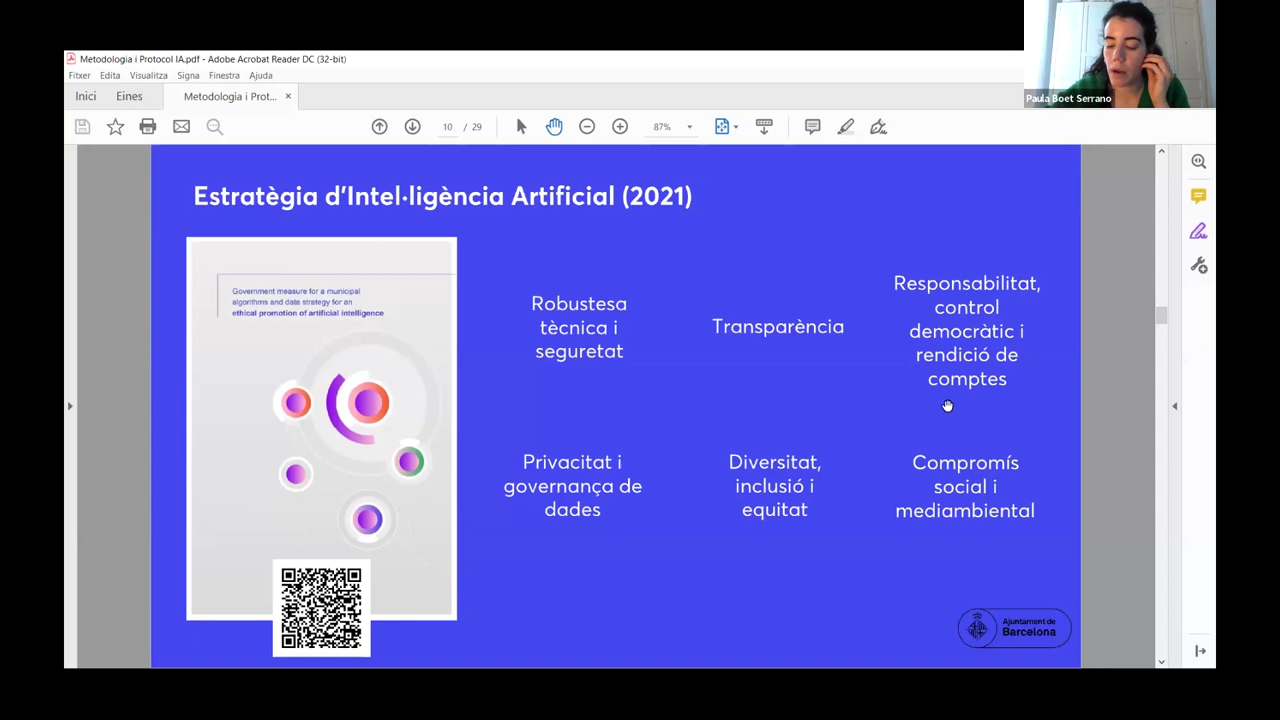 Metodologia i Protocol IA.pdf - Adobe Acrobat Reader DC (32-bit)
Fitxer Edita Visualitza Signa Finestra Ajuda
Inici Eines Metodologia i Prot... ×
10 / 29 87%
Paula Boet Serrano
Estratègia d'Intel·ligència Artificial (2021)
Government measure for a municipal
algorithms and data strategy for an
ethical promotion of artificial intelligence
Robustesa
tècnica i
seguretat
Transparència
Responsabilitat,
control
democràtic i
rendició de
comptes
Privacitat i
governança de
dades
Diversitat,
inclusió i
equitat
Compromís
social i
mediambiental
Ajuntament de
Barcelona